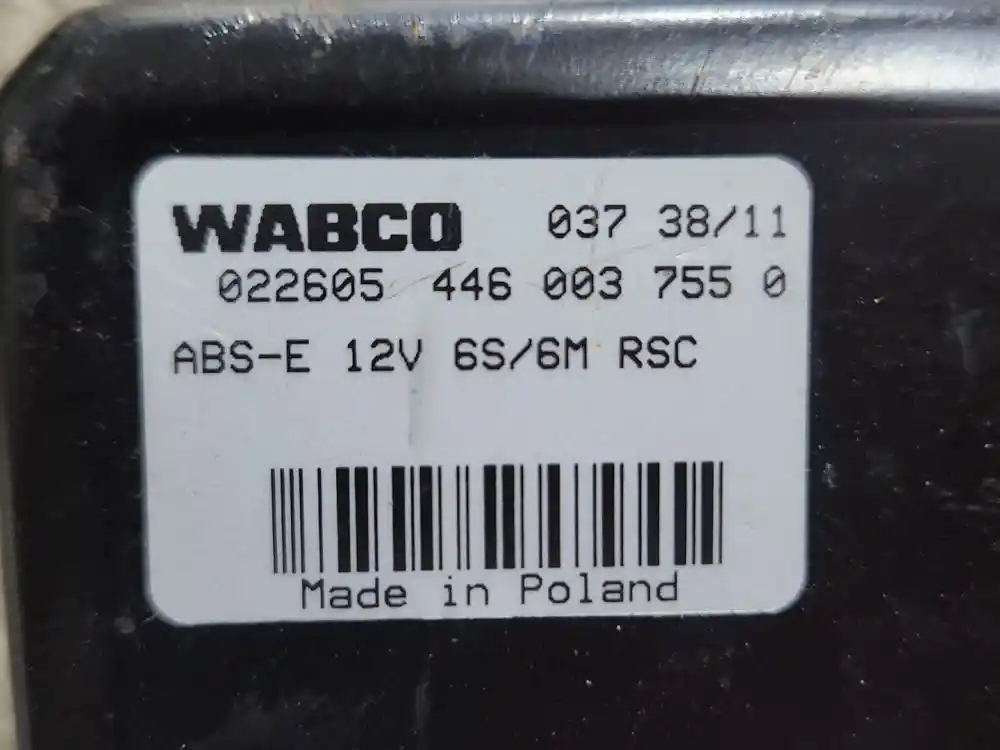 WABCO 037 38/11
022605 446 003 755 0
ABS-E 12V 6S/6M RSC
Made in Poland